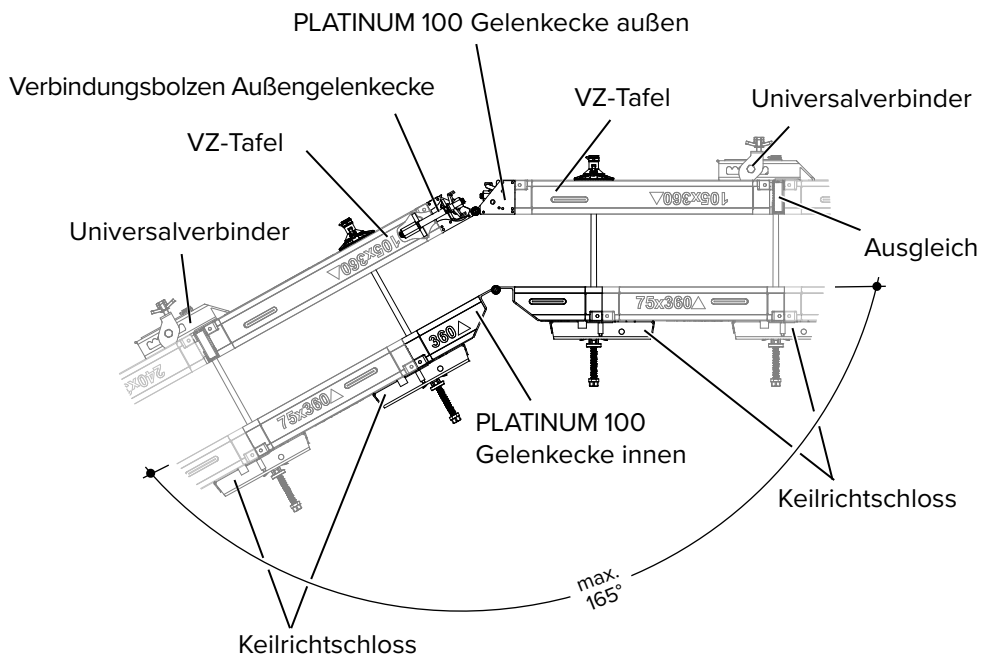 PLATINUM 100 Gelenkecke außen
Verbindungsbolzen Außengelenkecke
VZ-Tafel
Universalverbinder
VZ-Tafel
Universalverbinder
105x360
105x360
Ausgleich
75x360
360
240x
75x360
PLATINUM 100
Gelenkecke innen
Keilrichtschloss
max.
165°
Keilrichtschloss